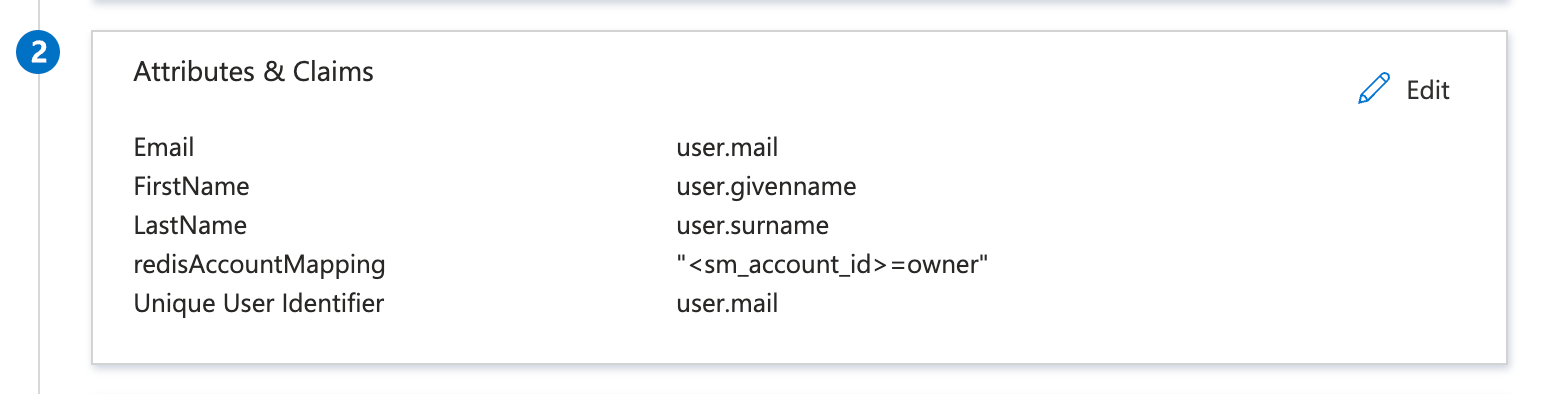 2
Attributes & Claims
Edit
Email user.mail
FirstName user.givenname
LastName user.surname
redisAccountMapping "<sm_account_id>=owner"
Unique User Identifier user.mail